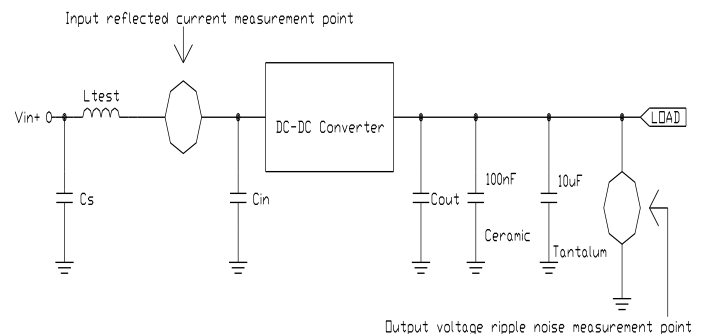 Input reflected current measurement point
Ltest
Vin+
DC-DC Converter
LOAD
Cs
Cin
Cout
100nF
10uF
Ceramic
Tantalum
Output voltage ripple noise measurement point